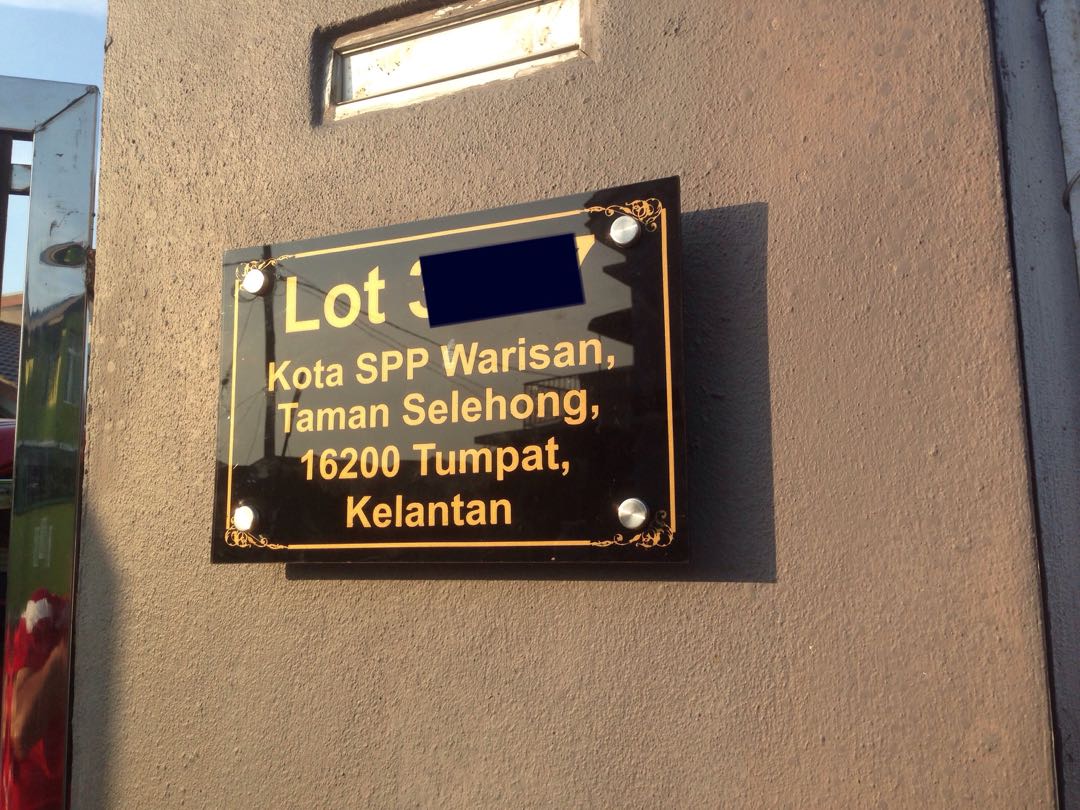 Lot
Kota SPP Warisan,
Taman Selehong,
16200 Tumpat,
Kelantan